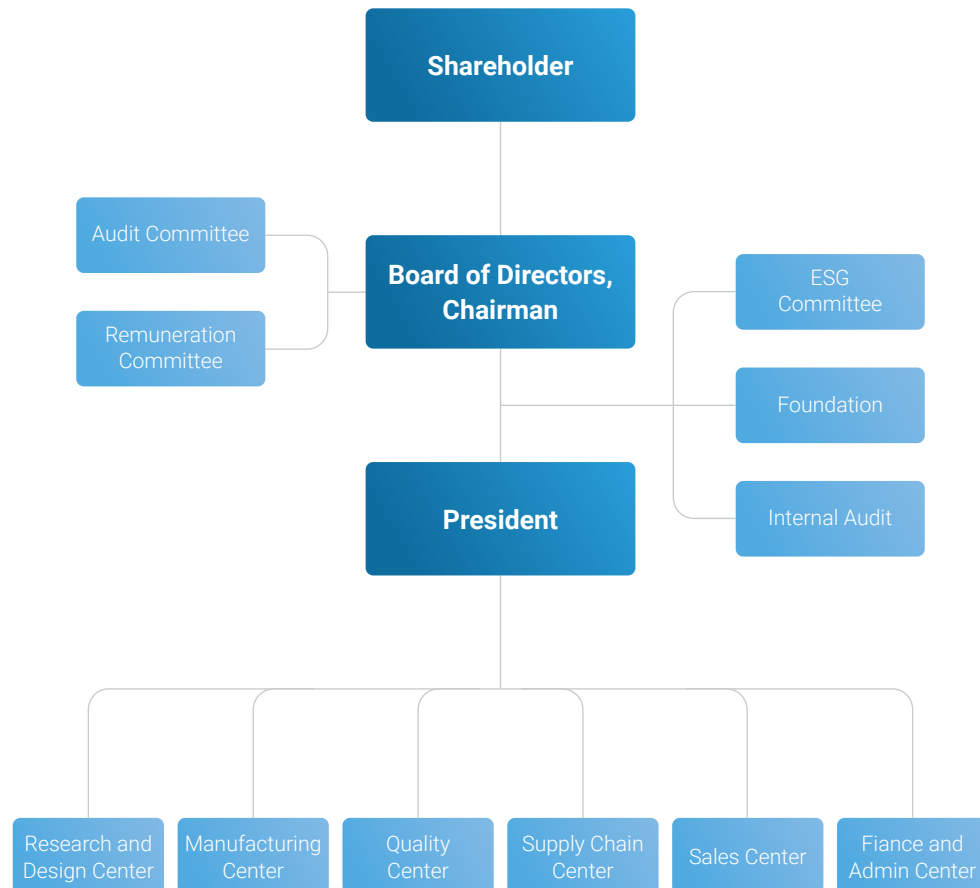 Shareholder
Audit Committee
Board of Directors,
Chairman
Remuneration
Committee
ESG
Committee
Foundation
Internal Audit
President
Research and
Design Center
Manufacturing
Center
Quality
Center
Supply Chain
Center
Sales Center
Fiance and
Admin Center